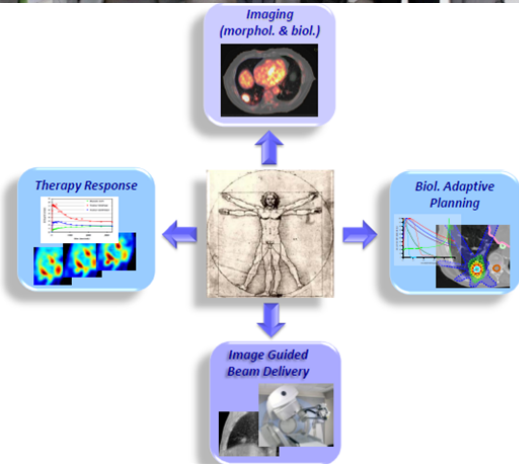 Imaging
(morphol. & biol.)
Therapy Response
Biol. Adaptive
Planning
Image Guided
Beam Delivery